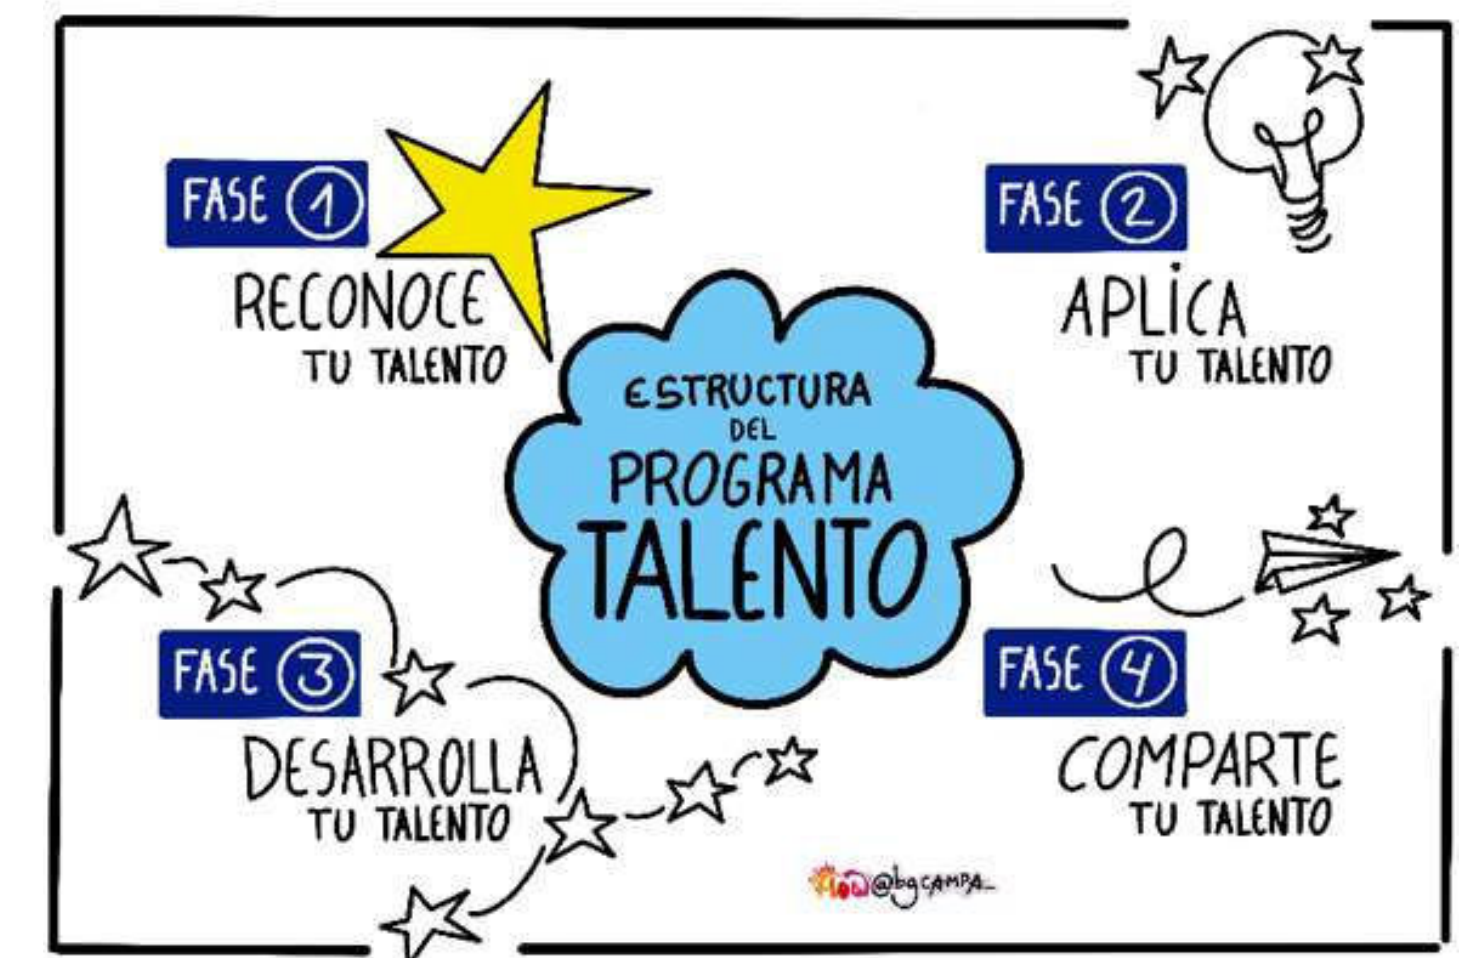 FASE 1
RECONOCE
TU TALENTO
FASE 2
APLICA
TU TALENTO
ESTRUCTURA
DEL
PROGRAMA
TALENTO
FASE 3
DESARROLLA
TU TALENTO
FASE 4
COMPARTE
TU TALENTO
@bgcampa_